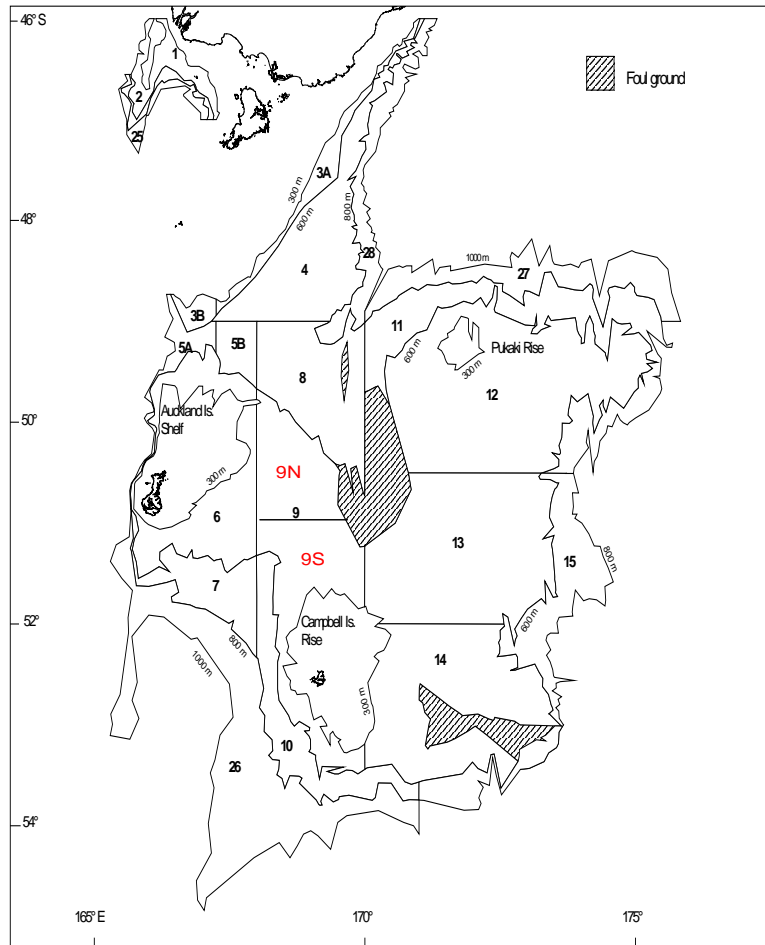 46° S
1
Foul ground
2
25
3A
300 m
600 m
800 m
48°
28
1000 m
27
4
3B
11
5A
5B
600 m
Pukaki Rise
300 m
8
12
Auckland Is.
Shelf
50°
300 m
9N
9
6
13
9S
15
800 m
7
600 m
52°
Campbell Is.
Rise
800 m
1000 m
14
300 m
10
26
54°
165° E
170°
175°